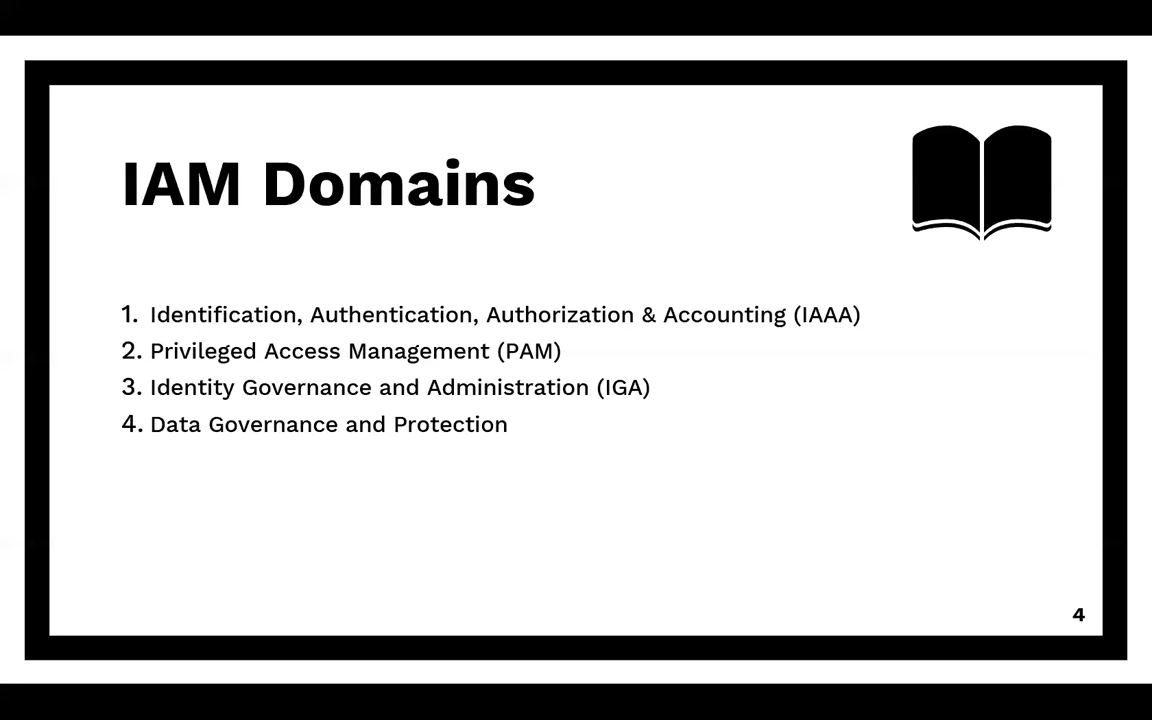 IAM Domains
1. Identification, Authentication, Authorization & Accounting (IAAA)
2. Privileged Access Management (PAM)
3. Identity Governance and Administration (IGA)
4. Data Governance and Protection
4